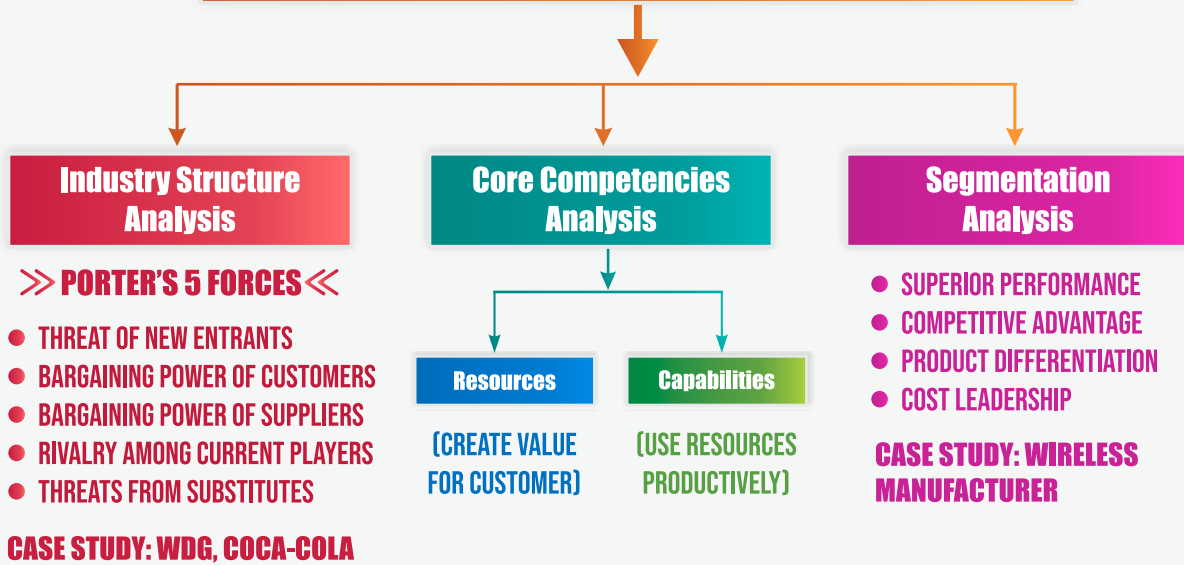 Industry Structure
Analysis
>> PORTER'S 5 FORCES <<
THREAT OF NEW ENTRANTS
BARGAINING POWER OF CUSTOMERS
BARGAINING POWER OF SUPPLIERS
RIVALRY AMONG CURRENT PLAYERS
THREATS FROM SUBSTITUTES
CASE STUDY: WDG, COCA-COLA
Core Competencies
Analysis
Resources
(CREATE VALUE
FOR CUSTOMER)
Capabilities
(USE RESOURCES
PRODUCTIVELY)
Segmentation
Analysis
SUPERIOR PERFORMANCE
COMPETITIVE ADVANTAGE
PRODUCT DIFFERENTIATION
COST LEADERSHIP
CASE STUDY: WIRELESS
MANUFACTURER